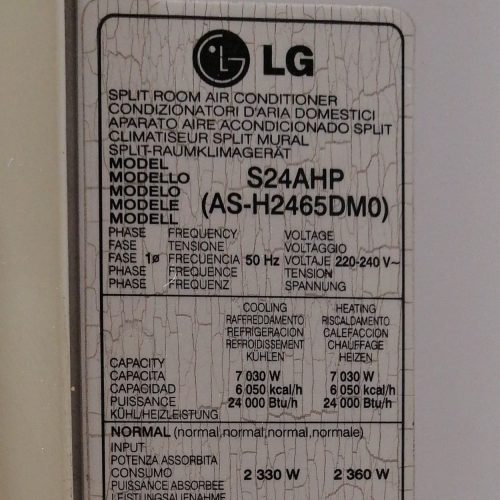 LG
SPLIT ROOM AIR CONDITIONER
CONDIZIONATORI D'ARIA DOMESTICI
APARATO AIRE ACONDICIONADO SPLIT
CLIMATISEUR SPLIT MURAL
SPLIT-RAUMKLIMAGERÄT
MODEL
MODELLO S24AHP
MODELO
MODELE (AS-H2465DM0)
MODELL
PHASE FREQUENCY VOLTAGE
FASE TENSIONE VOLTAGGIO
FASE 1ø FRECUENCIA 50 Hz VOLTAJE 220-240 V~
PHASE FREQUENCE TENSION
PHASE FREQUENZ SPANNUNG
COOLING HEATING
RAFFREDDAMENTO RISCALDAMENTO
REFRIGERACION CALEFACCION
REFROIDISSEMENT CHAUFFAGE
KÜHLEN HEIZEN
CAPACITY
CAPACITA 7 030 W 7 030 W
CAPACIDAD 6 050 kcal/h 6 050 kcal/h
PUISSANCE 24 000 Btu/h 24 000 Btu/h
KÜHL/HEIZLEISTUNG
NORMAL (normal,normal,normal,normale)
INPUT
POTENZA ASSORBITA
CONSUMO 2 330 W 2 360 W
PUISSANCE ABSORBEE
LEISTUNGSAUFNAHME